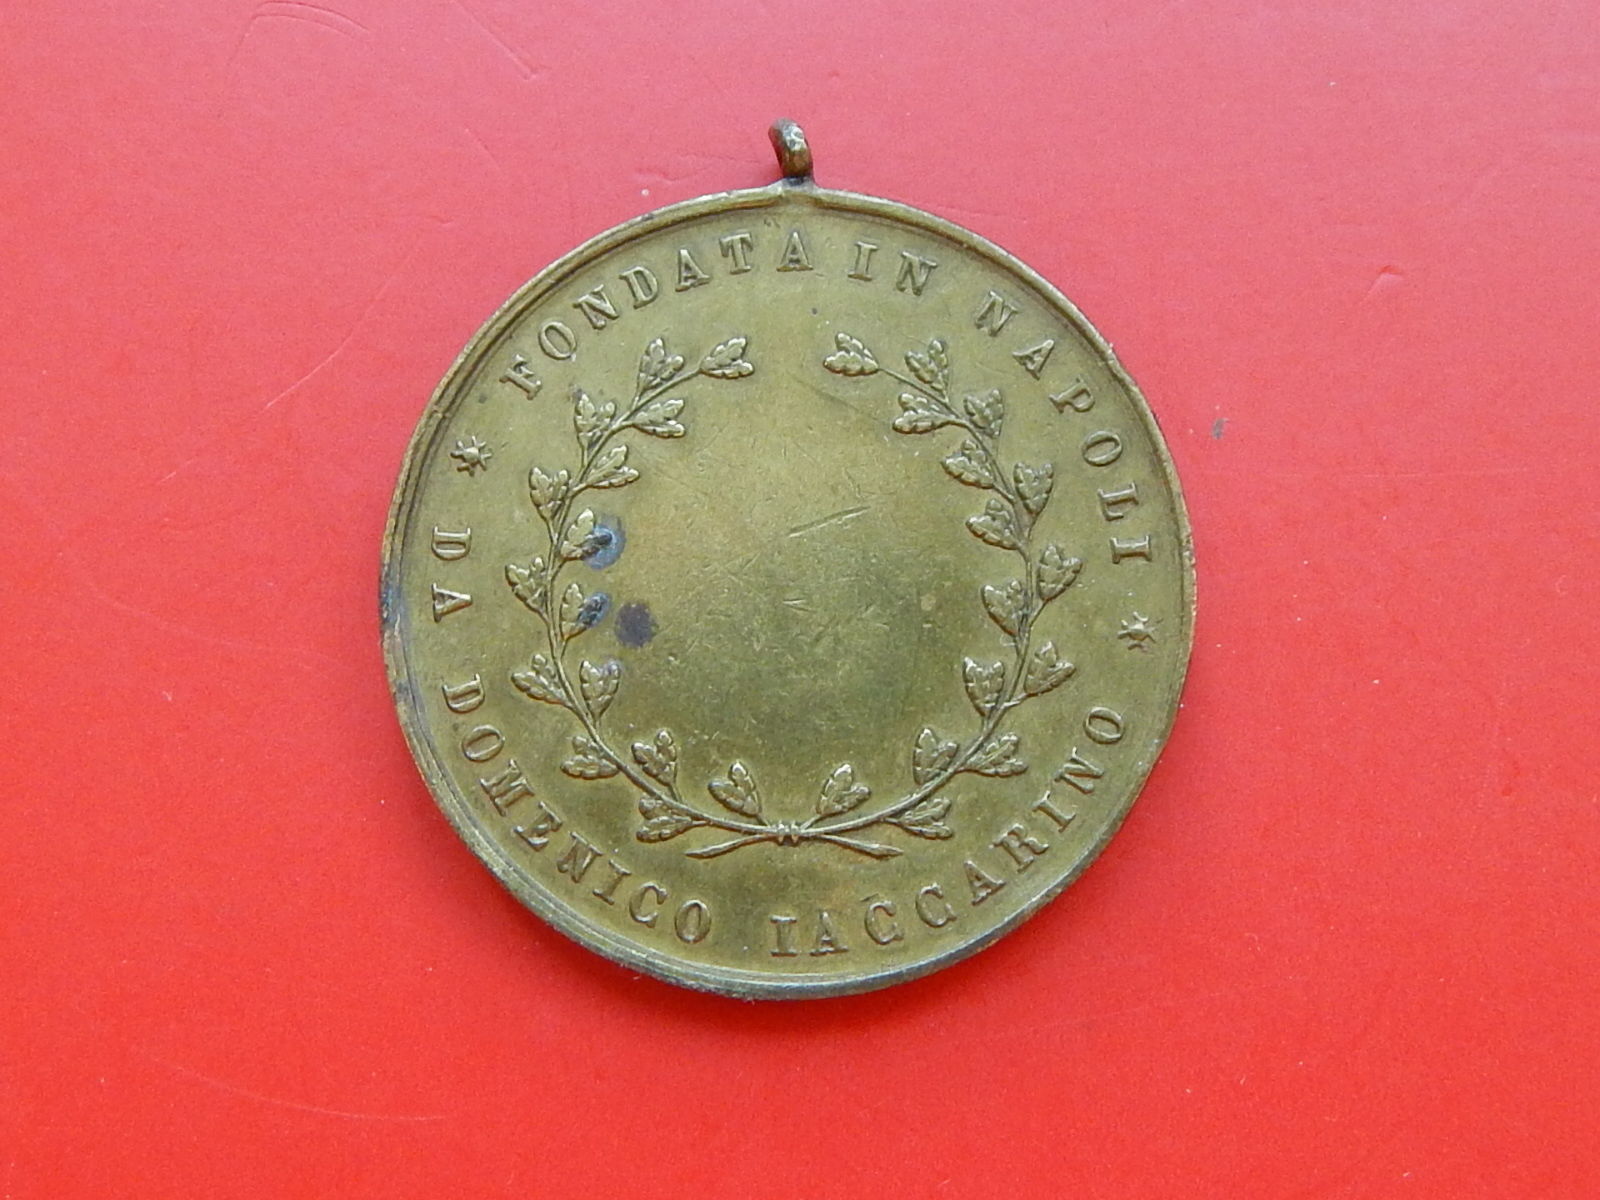 FONDATA IN NAPOLI
* DA DOMENICO IACCARINO *